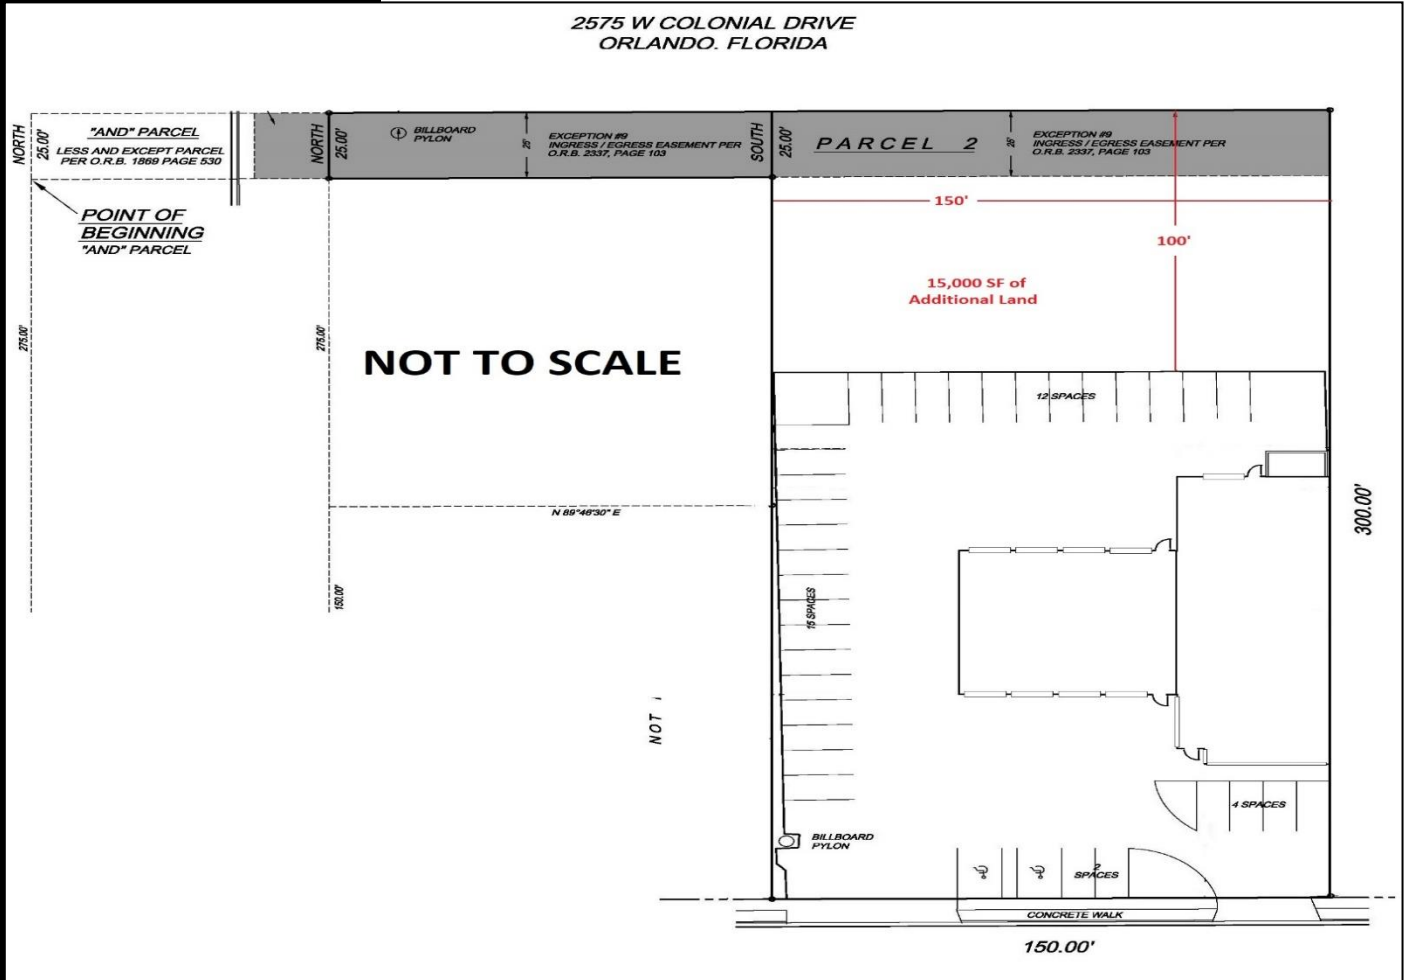 2575 W COLONIAL DRIVE
ORLANDO. FLORIDA
NORTH
25.00'
"AND" PARCEL
LESS AND EXCEPT PARCEL
PER O.R.B. 1869 PAGE 530
NORTH
25.00'
BILLBOARD
PYLON
25'
EXCEPTION #9
INGRESS / EGRESS EASEMENT PER
O.R.B. 2337, PAGE 103
SOUTH
25.00'
PARCEL 2
EXCEPTION #9
INGRESS / EGRESS EASEMENT PER
O.R.B. 2337, PAGE 103
POINT OF
BEGINNING
"AND" PARCEL
150'
100'
15,000 SF of
Additional Land
275.00'
275.00'
NOT TO SCALE
12 SPACES
N 89°46'30" E
300.00'
150.00'
15 SPACES
NOT
4 SPACES
BILLBOARD
PYLON
2
SPACES
CONCRETE WALK
150.00'